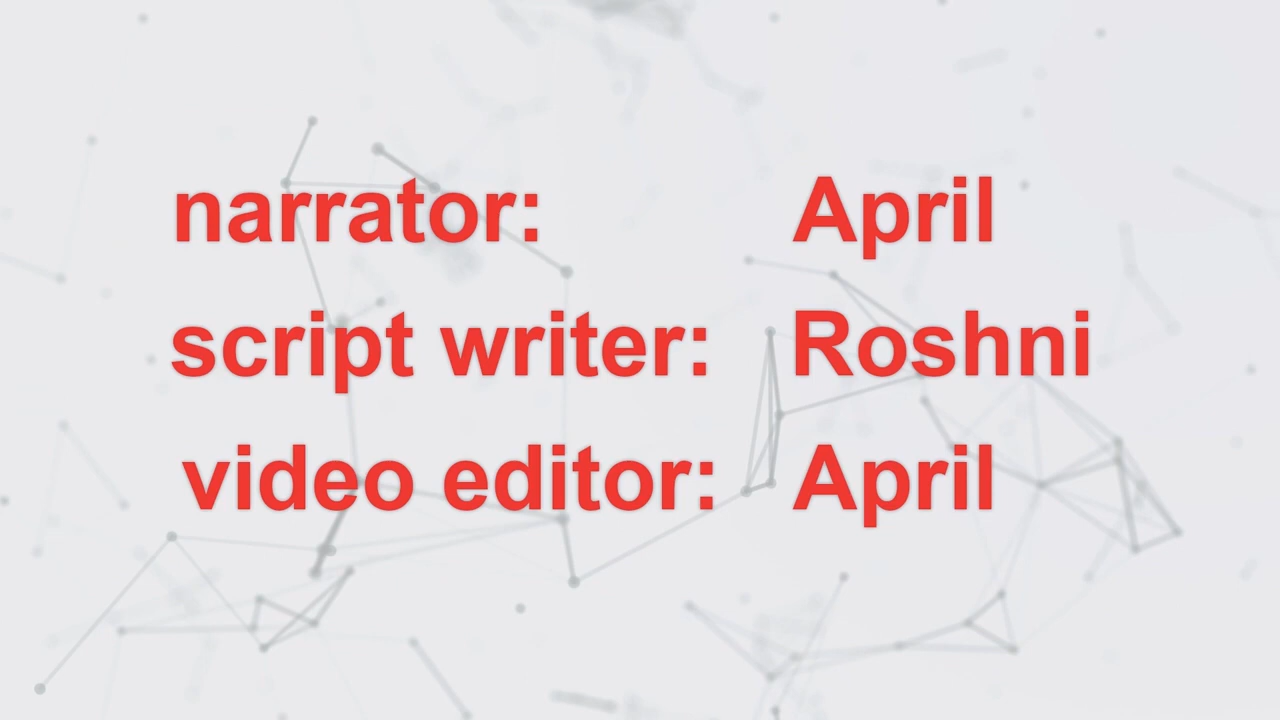 narrator: April
script writer: Roshni
video editor: April